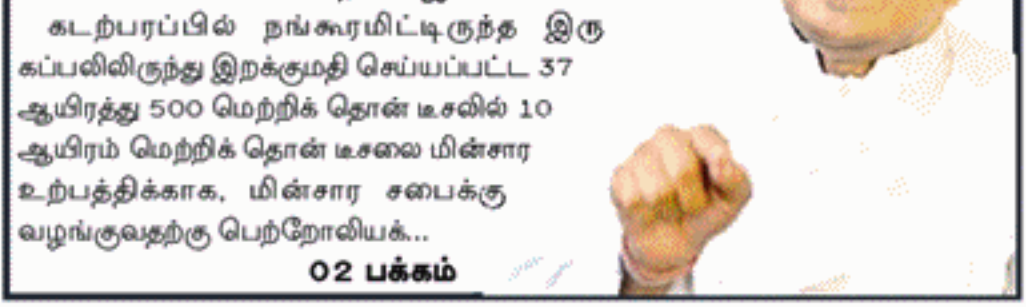 கடற்பரப்பில் நங்கூரமிட்டிருந்த இரு
கப்பலிலிருந்து இறக்குமதி செய்யப்பட்ட 37
ஆயிரத்து 500 மெற்றிக் தொன் டீசலில் 10
ஆயிரம் மெற்றிக் தொன் டீசலை மின்சார
உற்பத்திக்காக, மின்சார சபைக்கு
வழங்குவதற்கு பெற்றோலியக்...
02 பக்கம்